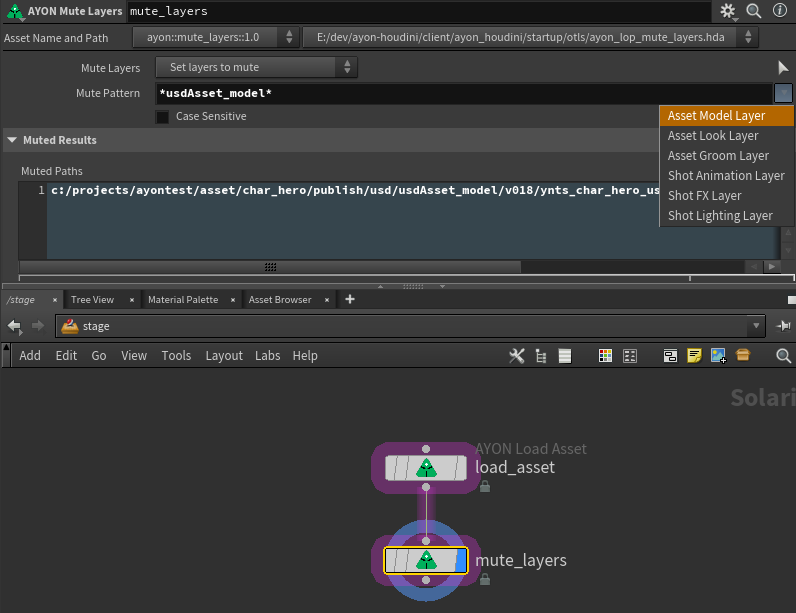 AYON Mute Layers mute_layers
Asset Name and Path ayon::mute_layers::1.0 E:/dev/ayon-houdini/client/ayon_houdini/startup/otls/ayon_lop_mute_layers.hda
Mute Layers Set layers to mute
Mute Pattern *usdAsset_model*
Case Sensitive
Asset Model Layer
Asset Look Layer
Asset Groom Layer
Shot Animation Layer
Shot FX Layer
Shot Lighting Layer
Muted Results
Muted Paths
1 c:/projects/ayontest/asset/char_hero/publish/usd/usdAsset_model/v018/ynts_char_hero_us
/stage Tree View Material Palette Asset Browser
stage
Add Edit Go View Tools Layout Labs Help
Solari
AYON Load Asset
load_asset
mute_layers